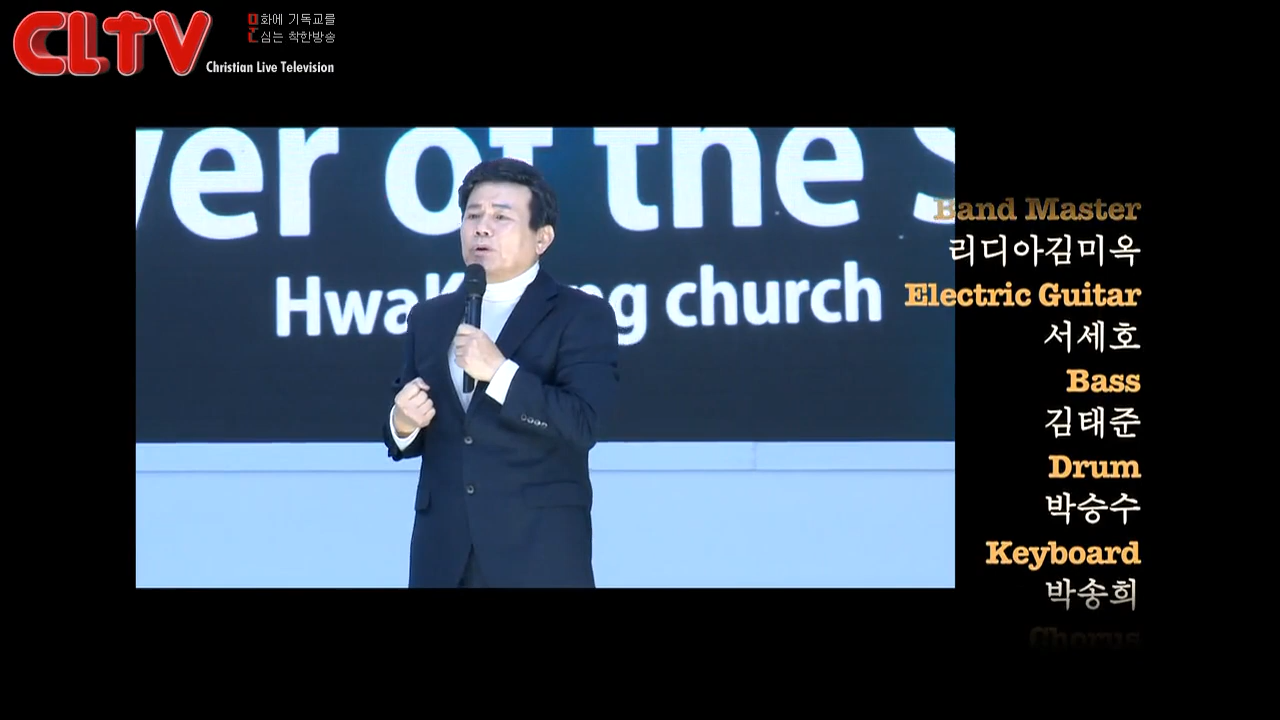 CLTV
문화에 기독교를
심는 착한방송
Christian Live Television
of the
church
Band Master
리디아김미옥
Electric Guitar
서세호
Bass
김태준
Drum
박승수
Keyboard
박송희
Chorus